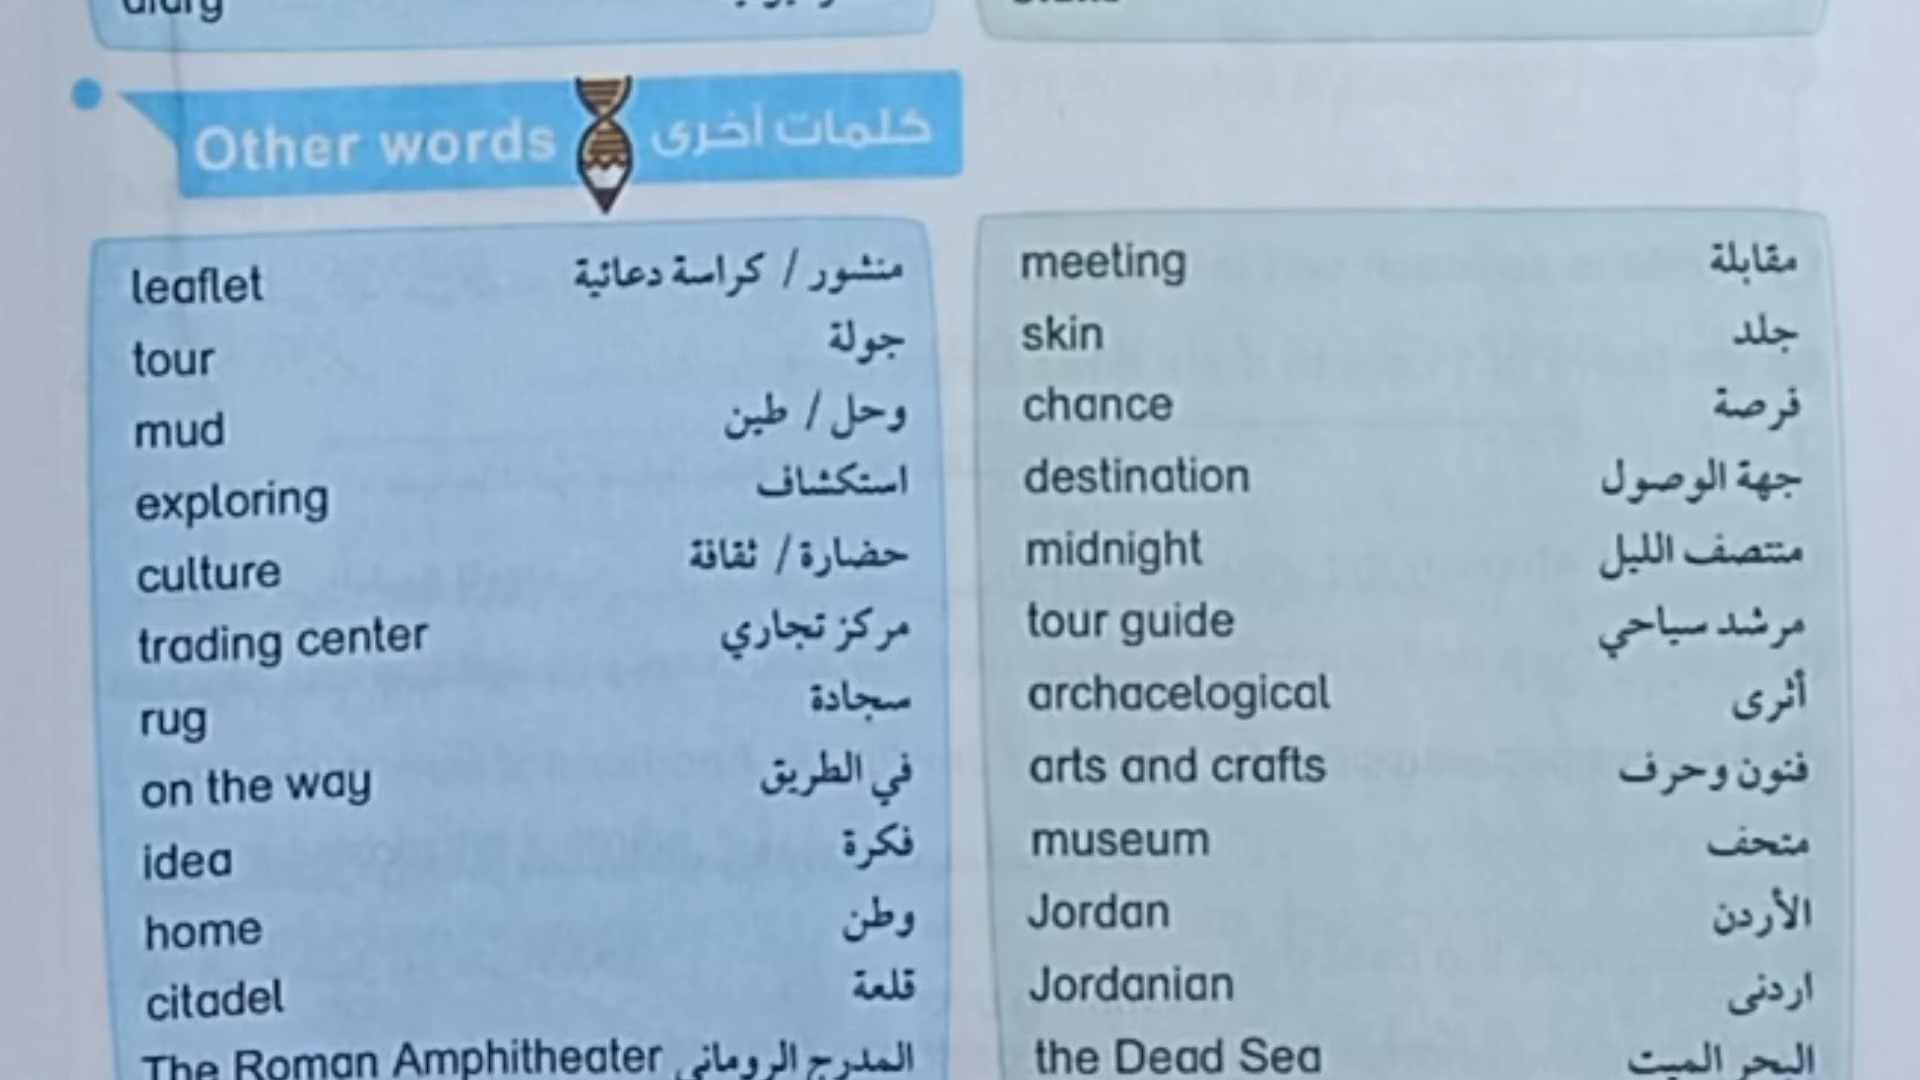 diary
Other words كلمات أخرى
leaflet منشور / كراسة دعائية
tour جولة
mud وحل / طين
exploring استكشاف
culture حضارة / ثقافة
trading center مركز تجاري
rug سجادة
on the way في الطريق
idea فكرة
home وطن
citadel قلعة
The Roman Amphitheater المدرج الروماني
meeting مقابلة
skin جلد
chance فرصة
destination جهة الوصول
midnight منتصف الليل
tour guide مرشد سياحي
archacelogical أثرى
arts and crafts فنون وحرف
museum متحف
Jordan الأردن
Jordanian اردنى
the Dead Sea البحر الميت